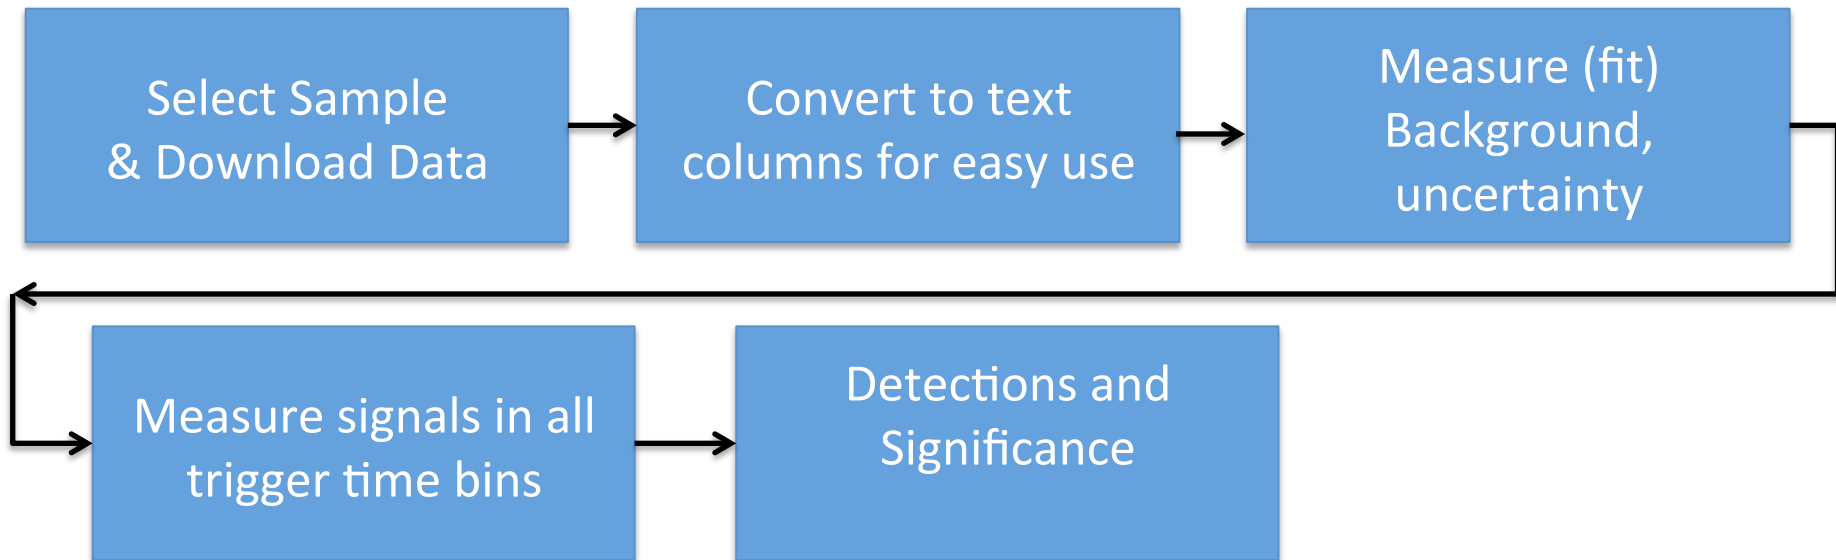 Select Sample
& Download Data
Convert to text
columns for easy use
Measure (fit)
Background,
uncertainty
Measure signals in all
trigger time bins
Detections and
Significance